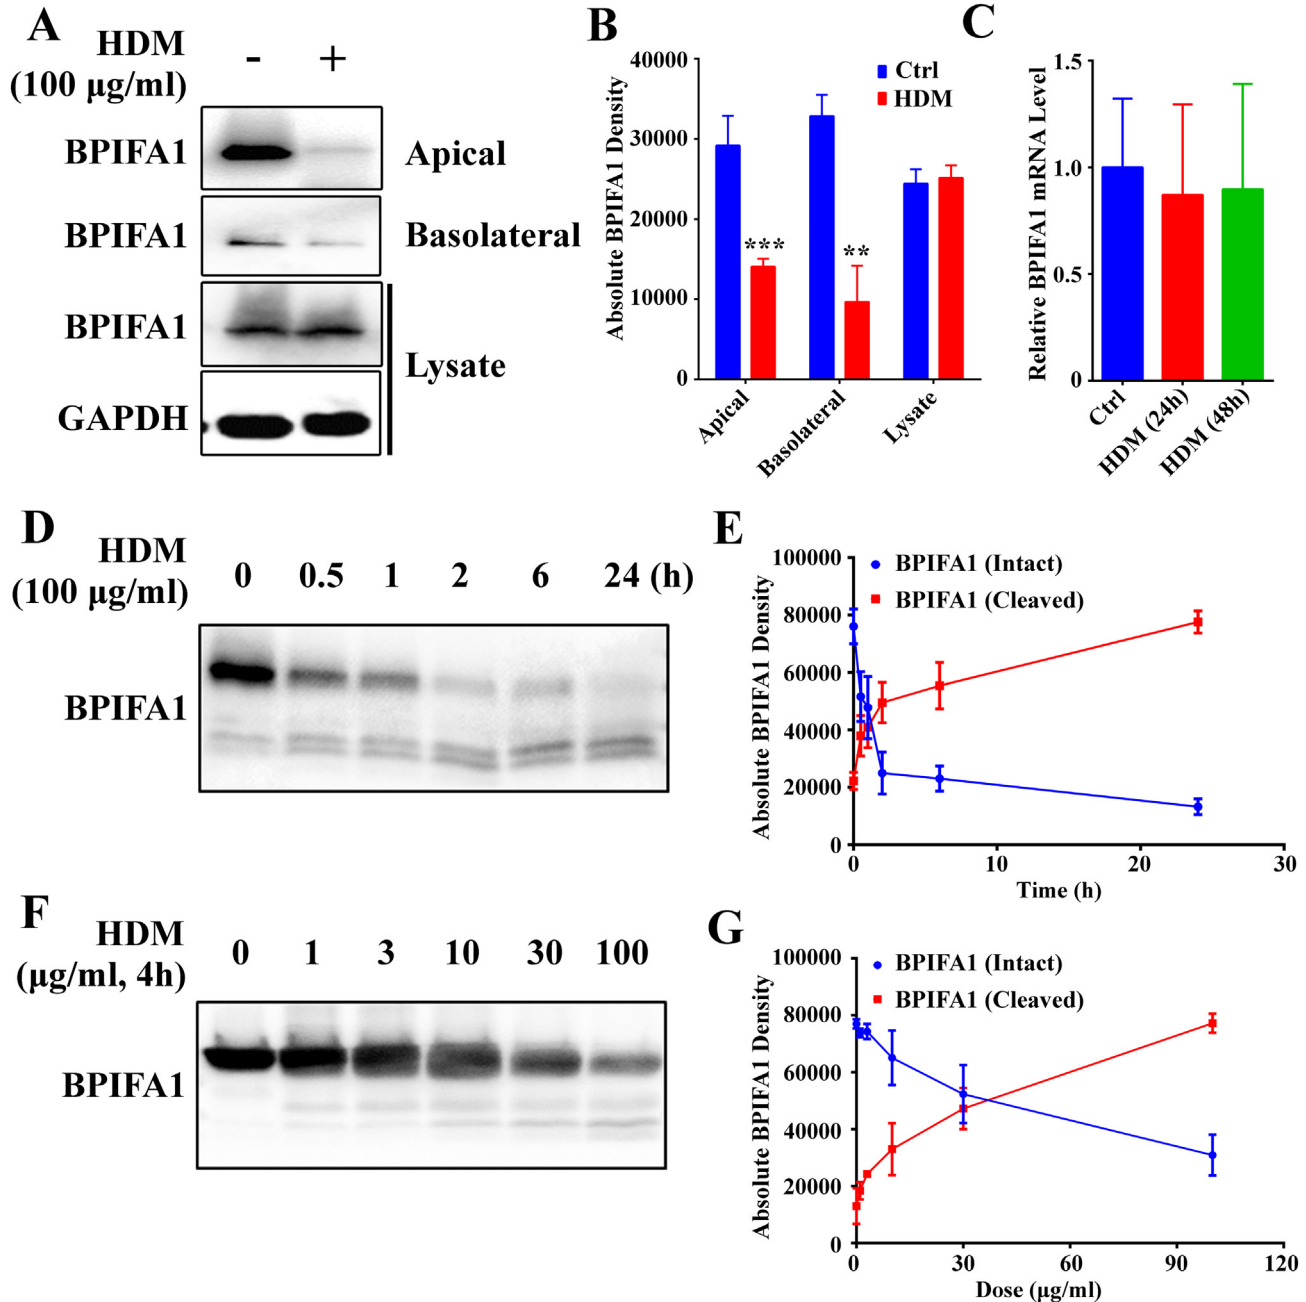 A
HDM
(100 μg/ml)
- +
BPIFA1
Apical
BPIFA1
Basolateral
BPIFA1
Lysate
GAPDH
B
Absolute BPIFA1 Density
40000
30000
20000
10000
0
Ctrl
HDM
***
**
Apical
Basolateral
Lysate
C
Relative BPIFA1 mRNA Level
1.5
1.0
0.5
0
Ctrl
HDM (24h)
HDM (48h)
D
HDM
(100 μg/ml)
0 0.5 1 2 6 24 (h)
BPIFA1
E
Absolute BPIFA1 Density
100000
80000
60000
40000
20000
0
BPIFA1 (Intact)
BPIFA1 (Cleaved)
0 10 20 30
Time (h)
F
HDM
(μg/ml, 4h)
0 1 3 10 30 100
BPIFA1
G
Absolute BPIFA1 Density
100000
80000
60000
40000
20000
0
BPIFA1 (Intact)
BPIFA1 (Cleaved)
0 30 60 90 120
Dose (μg/ml)